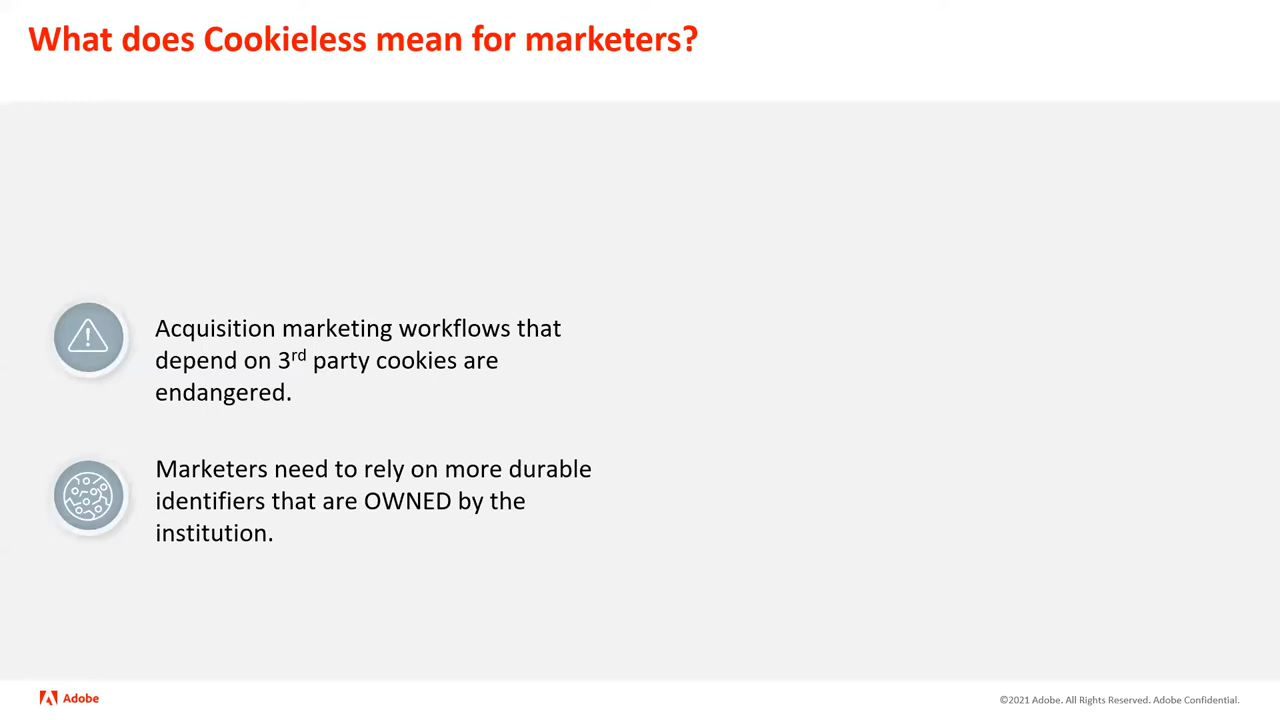 What does Cookieless mean for marketers?
Acquisition marketing workflows that
depend on 3rd party cookies are
endangered.
Marketers need to rely on more durable
identifiers that are OWNED by the
institution.
Adobe
©2021 Adobe. All Rights Reserved. Adobe Confidential.